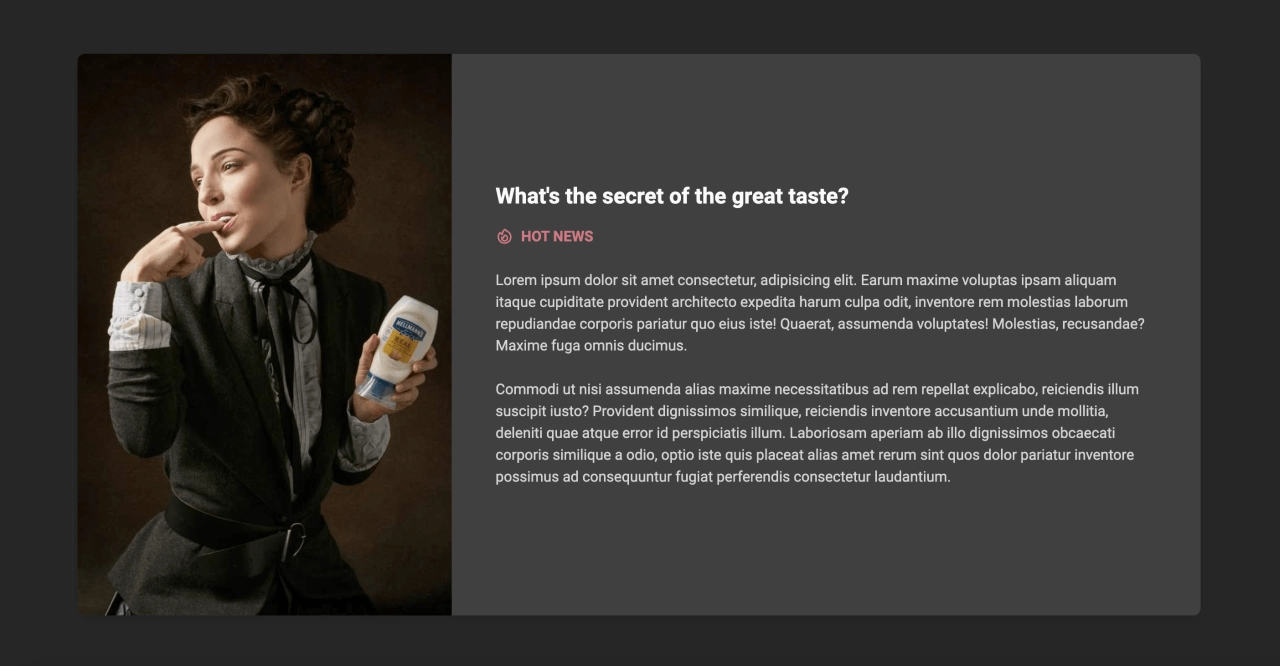 What's the secret of the great taste?
HOT NEWS
Lorem ipsum dolor sit amet consectetur, adipisicing elit. Earum maxime voluptas ipsam aliquam
itaque cupiditate provident architecto expedita harum culpa odit, inventore rem molestias laborum
repudiandae corporis pariatur quo eius iste! Quaerat, assumenda voluptates! Molestias, recusandae?
Maxime fuga omnis ducimus.
Commodi ut nisi assumenda alias maxime necessitatibus ad rem repellat explicabo, reiciendis illum
suscipit iusto? Provident dignissimos similique, reiciendis inventore accusantium unde mollitia,
deleniti quae atque error id perspiciatis illum. Laboriosam aperiam ab illo dignissimos obcaecati
corporis similique a odio, optio iste quis placeat alias amet rerum sint quos dolor pariatur inventore
possimus ad consequuntur fugiat perferendis consectetur laudantium.
HELLMANN'S
REAL